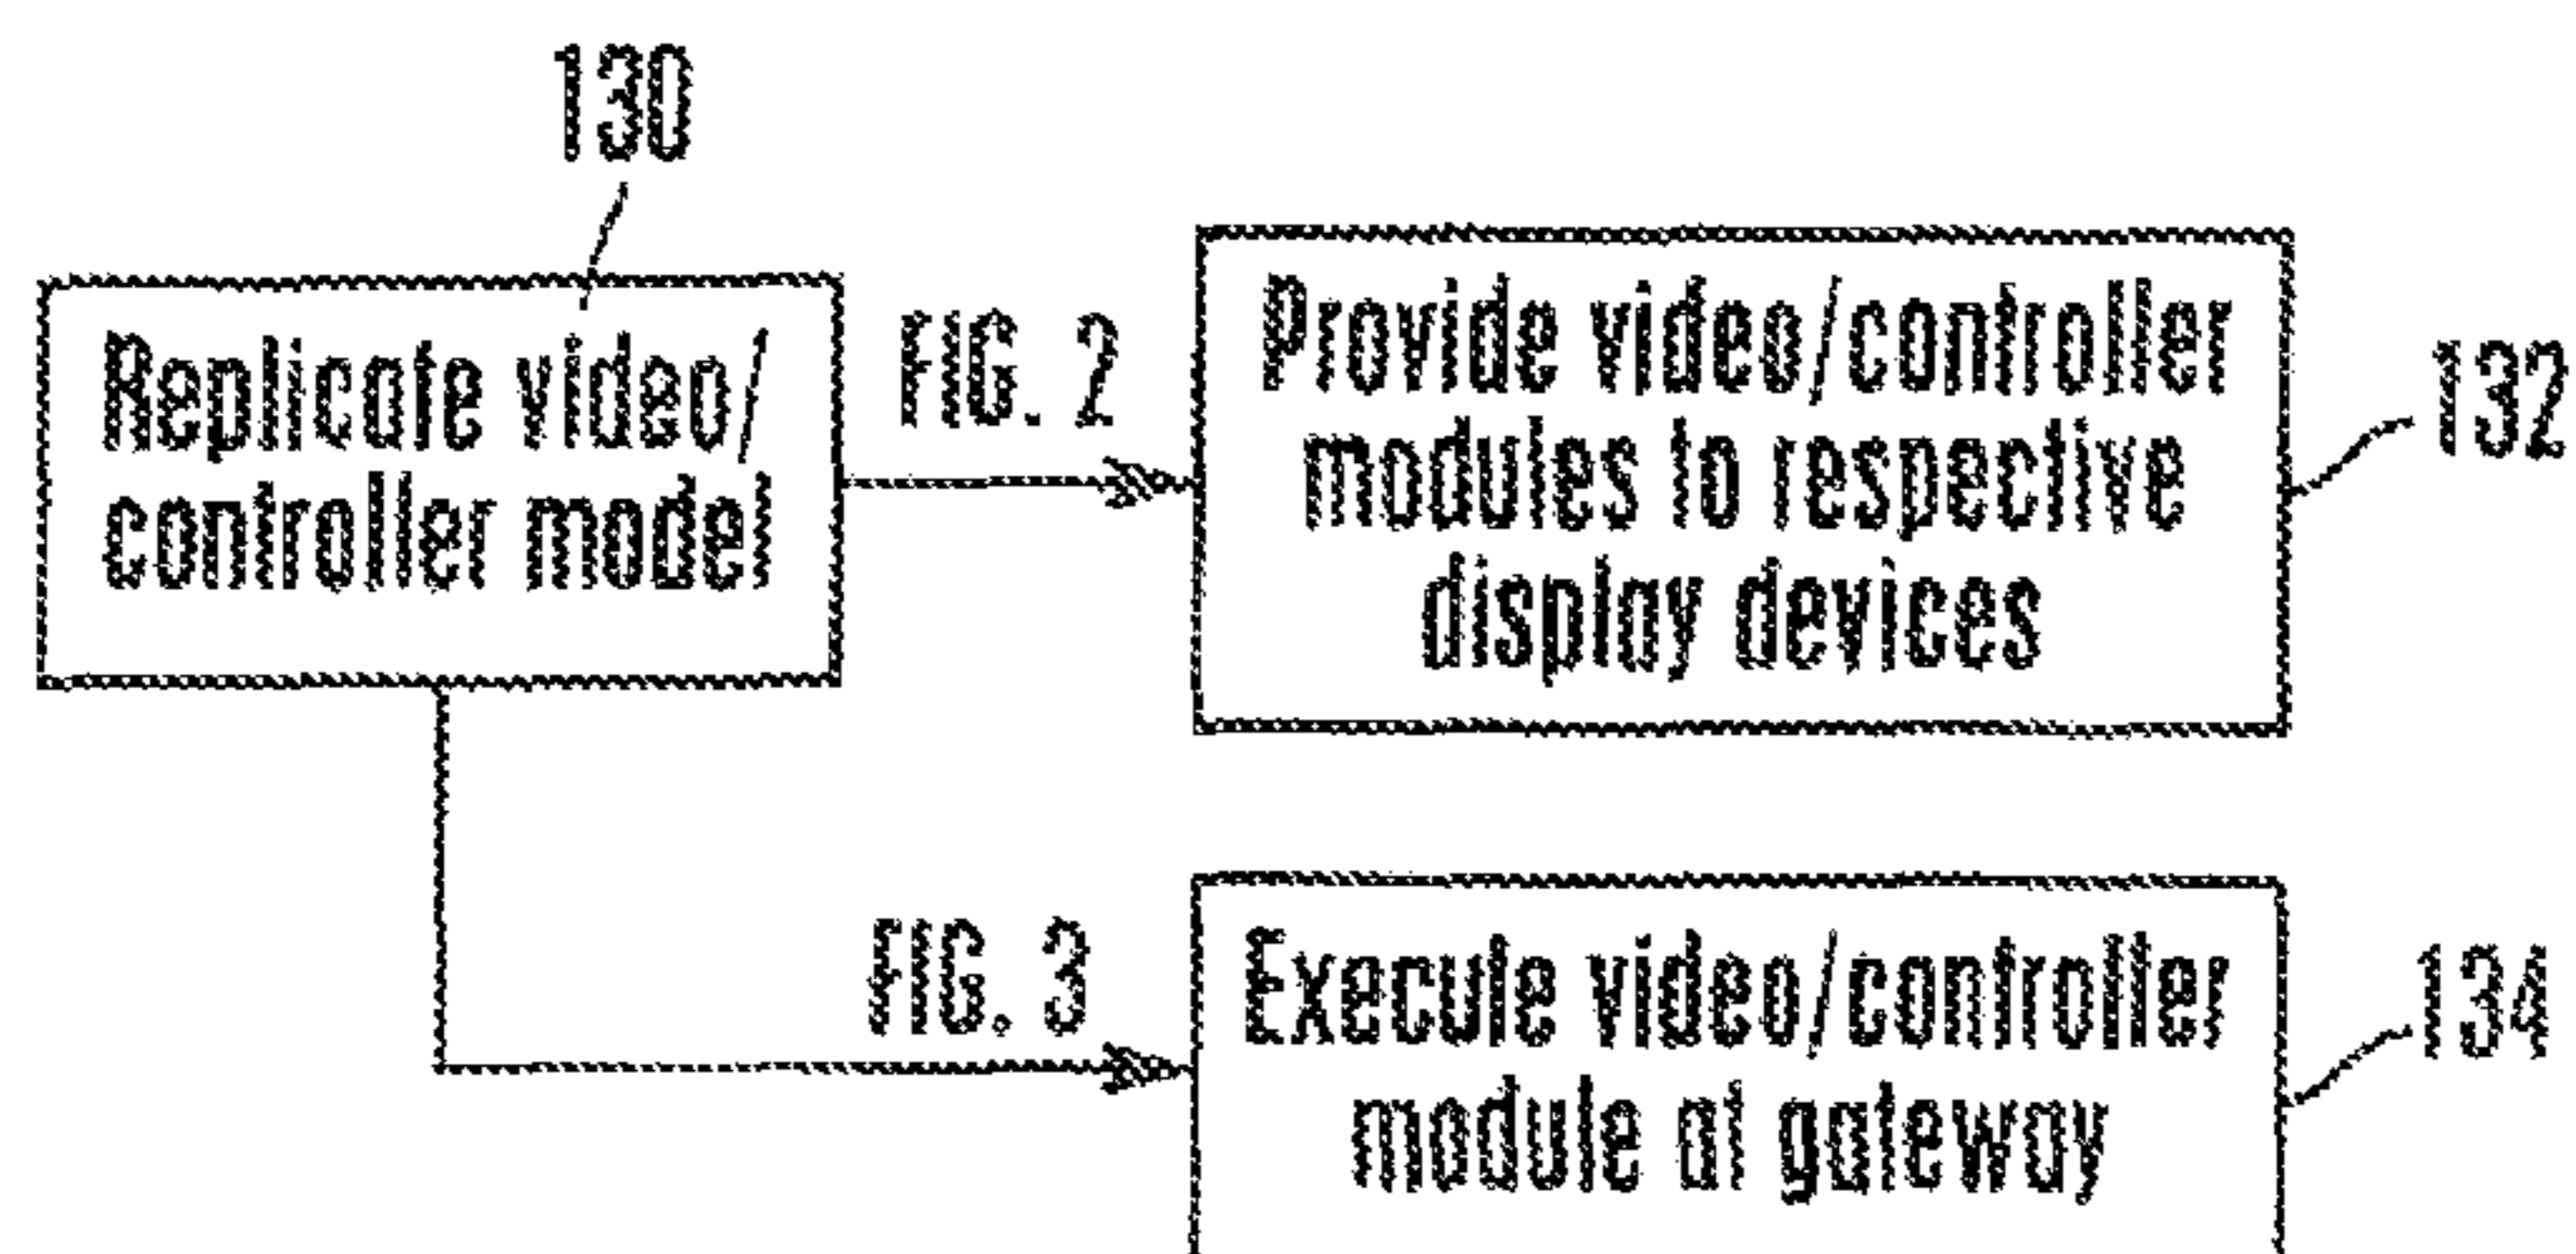 130
Replicate video/
controller model
FIG. 2
Provide video/controller
modules to respective
display devices
132
FIG. 3
Execute video/controller
module at gateway
134